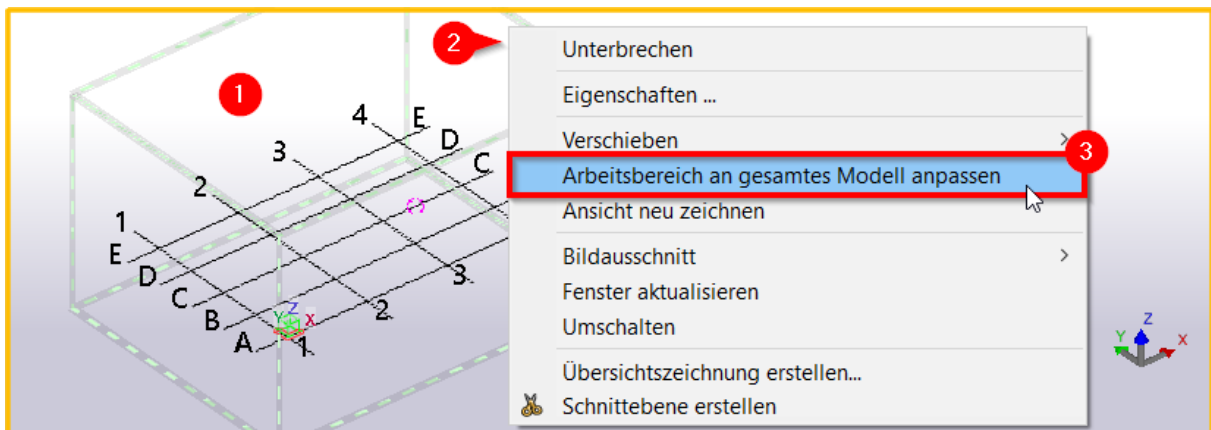 2
1
Unterbrechen
Eigenschaften ...
Verschieben
3
Arbeitsbereich an gesamtes Modell anpassen
Ansicht neu zeichnen
Bildausschnitt
Fenster aktualisieren
Umschalten
Übersichtszeichnung erstellen...
Schnittebene erstellen
4 E
3 D
C
2
1
E
D
C
B
A
3
2
1
Y Z X
Y Z X